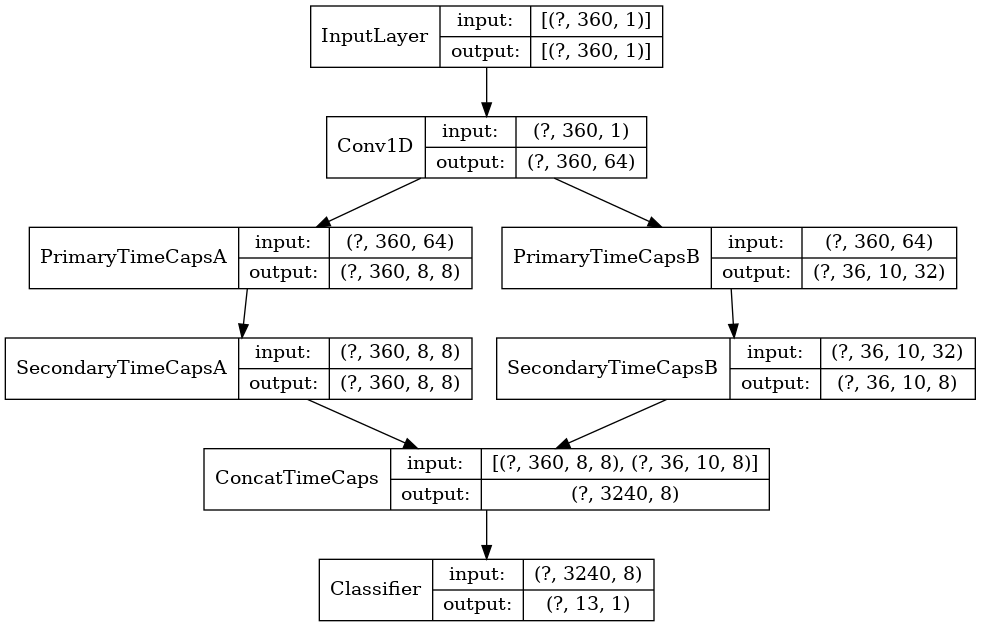 InputLayer input: [(?, 360, 1)]
output: [(?, 360, 1)]
Conv1D input: (?, 360, 1)
output: (?, 360, 64)
PrimaryTimeCapsA input: (?, 360, 64)
output: (?, 360, 8, 8)
PrimaryTimeCapsB input: (?, 360, 64)
output: (?, 36, 10, 32)
SecondaryTimeCapsA input: (?, 360, 8, 8)
output: (?, 360, 8, 8)
SecondaryTimeCapsB input: (?, 36, 10, 32)
output: (?, 36, 10, 8)
ConcatTimeCaps input: [(?, 360, 8, 8), (?, 36, 10, 8)]
output: (?, 3240, 8)
Classifier input: (?, 3240, 8)
output: (?, 13, 1)